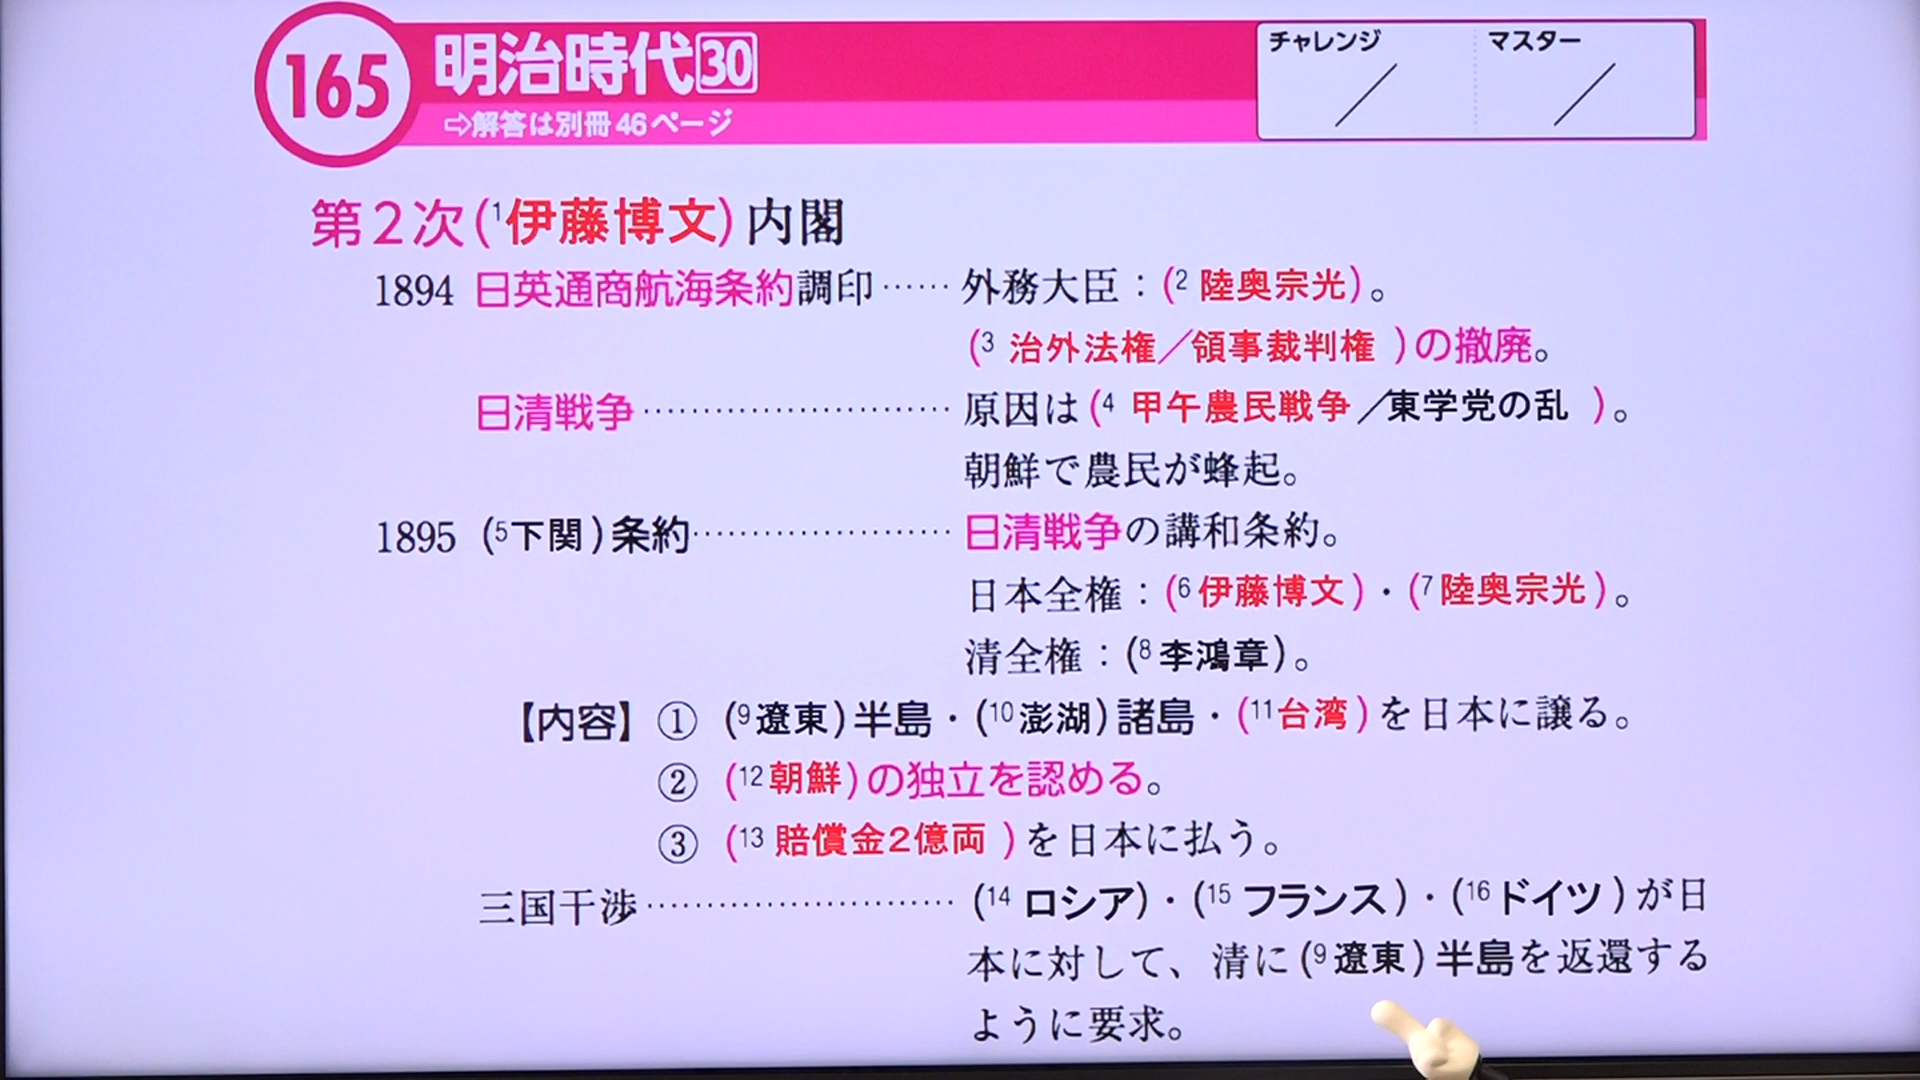 165 明治時代30
⇨解答は別冊46ページ
チャレンジ マスター
第2次(1伊藤博文)内閣
1894 日英通商航海条約調印…… 外務大臣：(2 陸奥宗光)。
(3 治外法権／領事裁判権 )の撤廃。
日清戦争………………………… 原因は(4 甲午農民戦争／東学党の乱 )。
朝鮮で農民が蜂起。
1895 (5下関)条約…………………… 日清戦争の講和条約。
日本全権：(6伊藤博文)・(7陸奥宗光)。
清全権：(8李鴻章)。
【内容】① (9遼東)半島・(10澎湖)諸島・(11台湾)を日本に譲る。
② (12朝鮮)の独立を認める。
③ (13 賠償金2億両 )を日本に払う。
三国干渉………………………… (14 ロシア)・(15 フランス)・(16ドイツ)が日
本に対して、清に(9遼東)半島を返還する
ように要求。